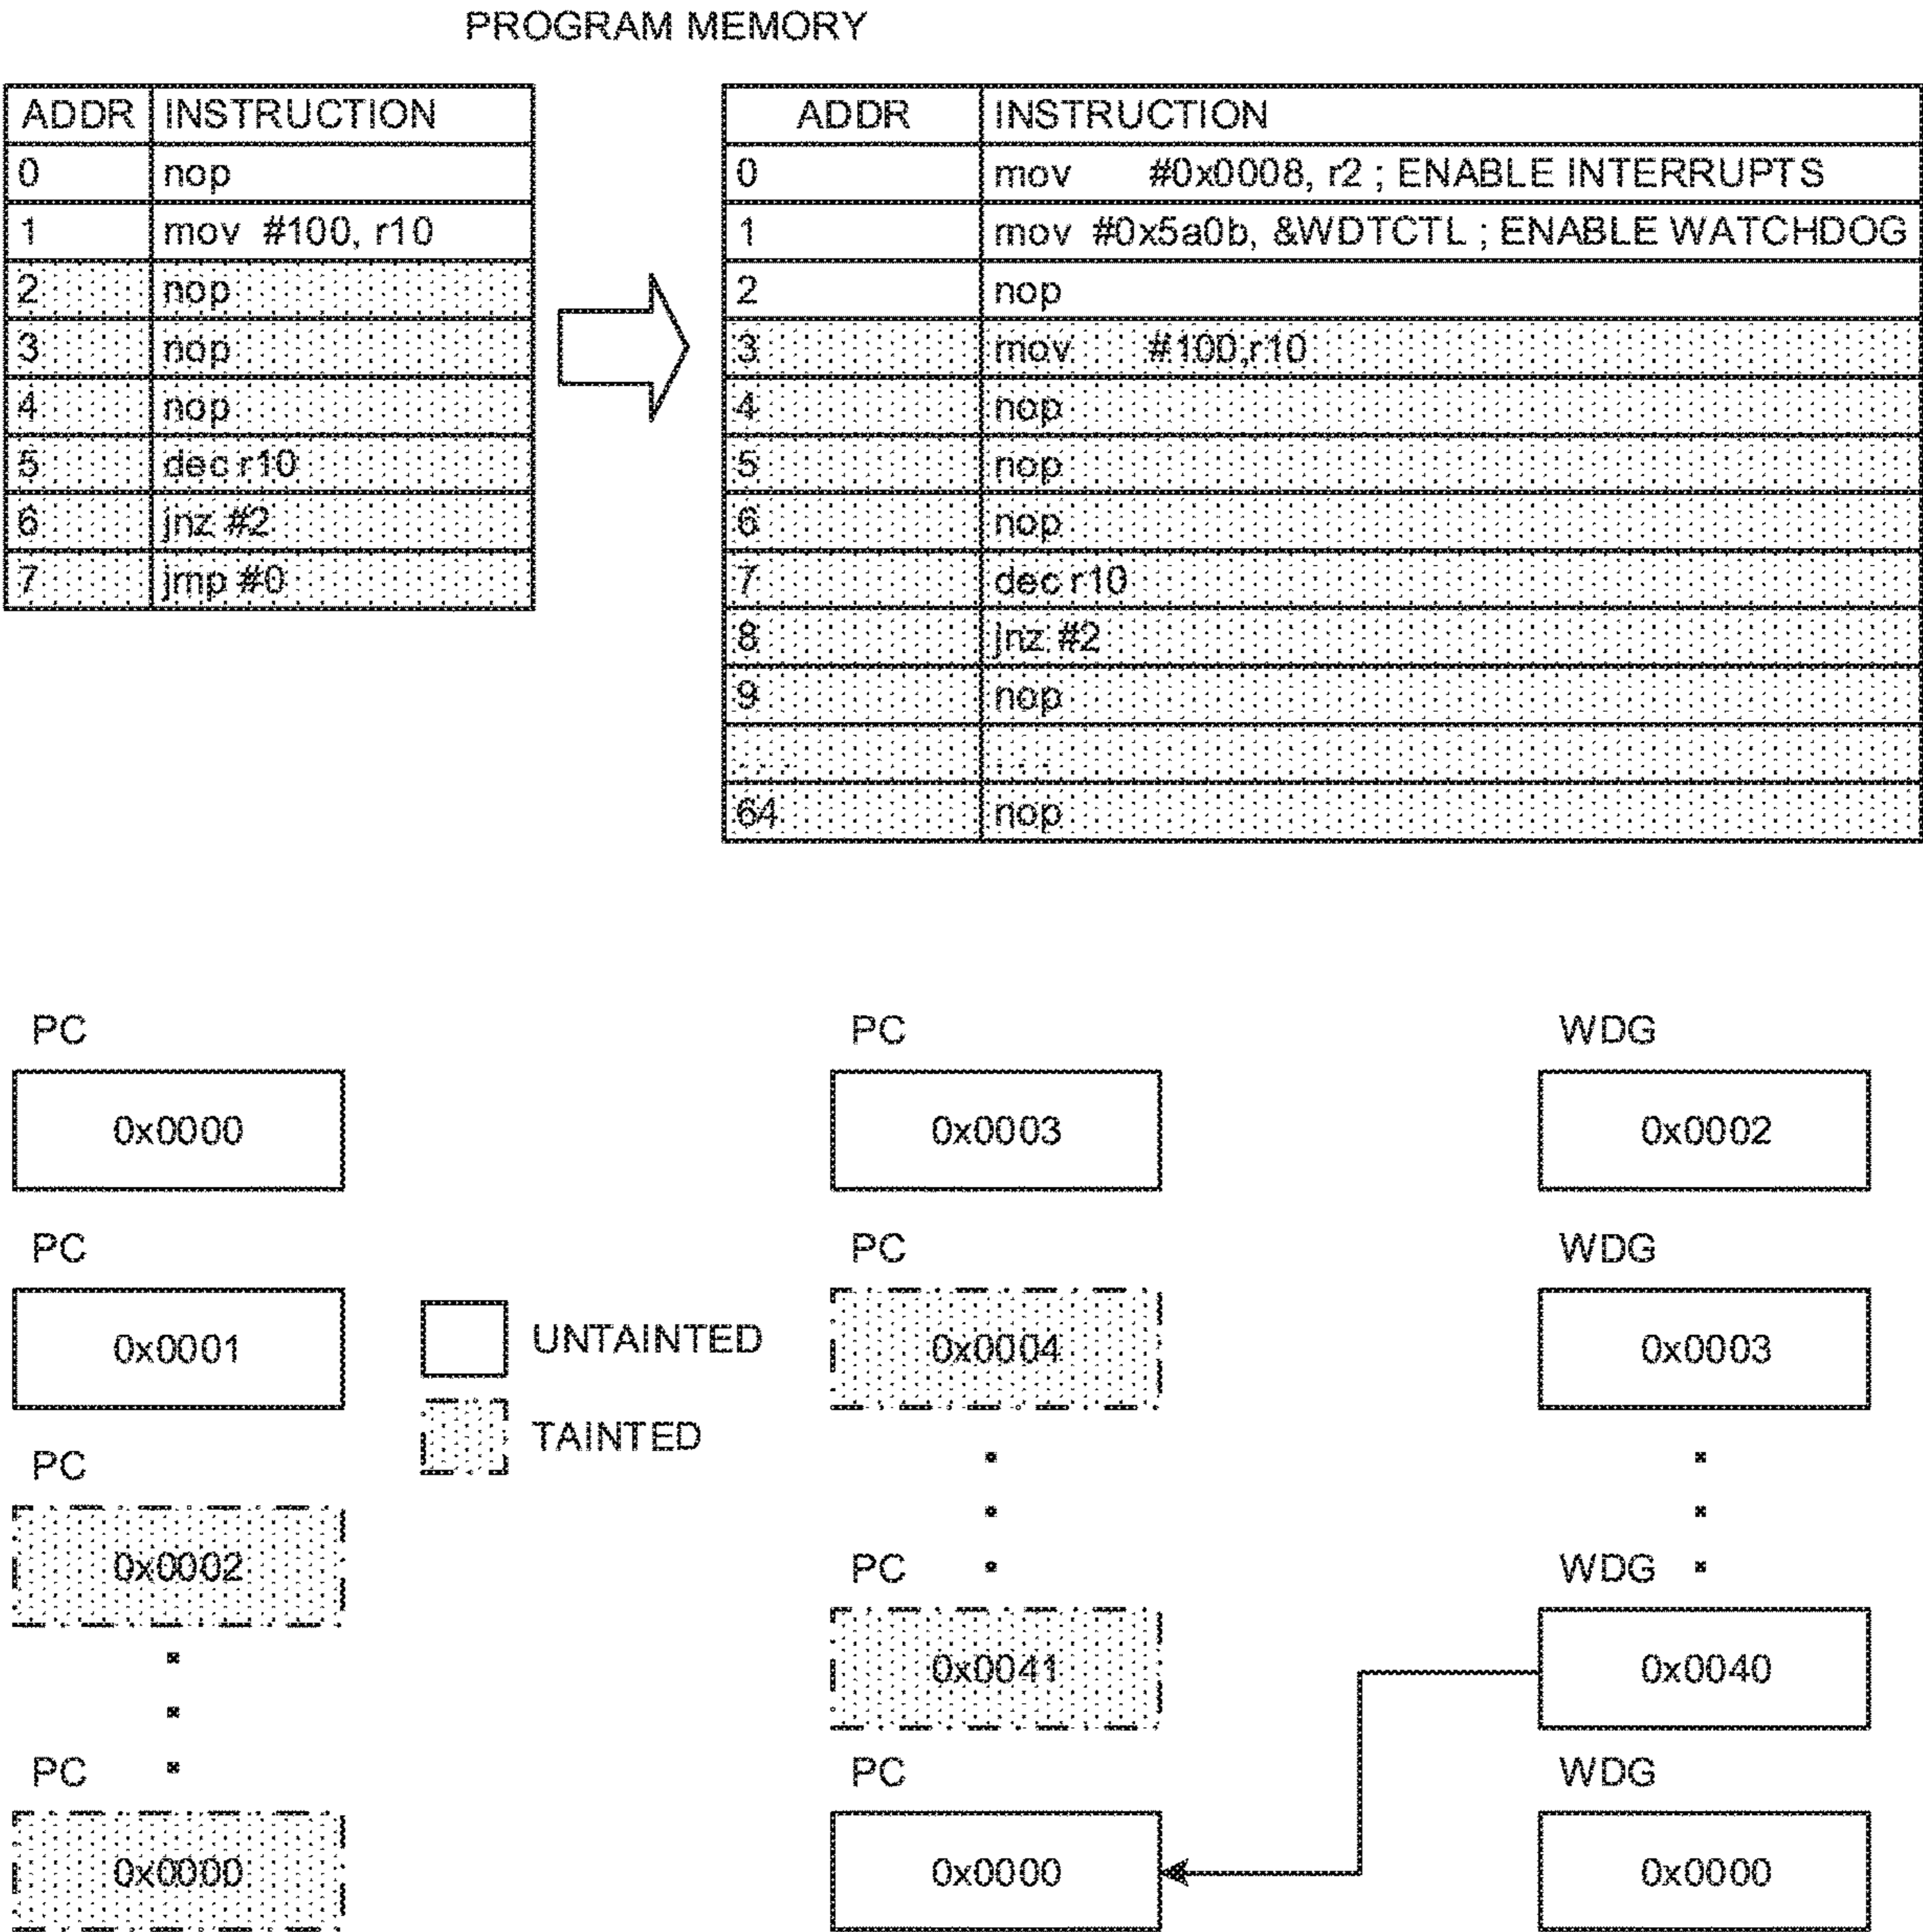 PROGRAM MEMORY
ADDR INSTRUCTION
0 nop
1 mov #100, r10
2 nop
3 nop
4 nop
5 dec r10
6 jnz #2
7 jmp #0
ADDR INSTRUCTION
0 mov #0x0008, r2 ; ENABLE INTERRUPTS
1 mov #0x5a0b, &WDTCTL ; ENABLE WATCHDOG
2 nop
3 mov #100,r10
4 nop
5 nop
6 nop
7 dec r10
8 jnz #2
9 nop
... ...
64 nop
PC
0x0000
PC
0x0001
PC
0x0002
PC
0x0000
UNTAINTED
TAINTED
PC
0x0003
PC
0x0004
PC
0x0041
PC
0x0000
WDG
0x0002
WDG
0x0003
WDG
0x0040
WDG
0x0000